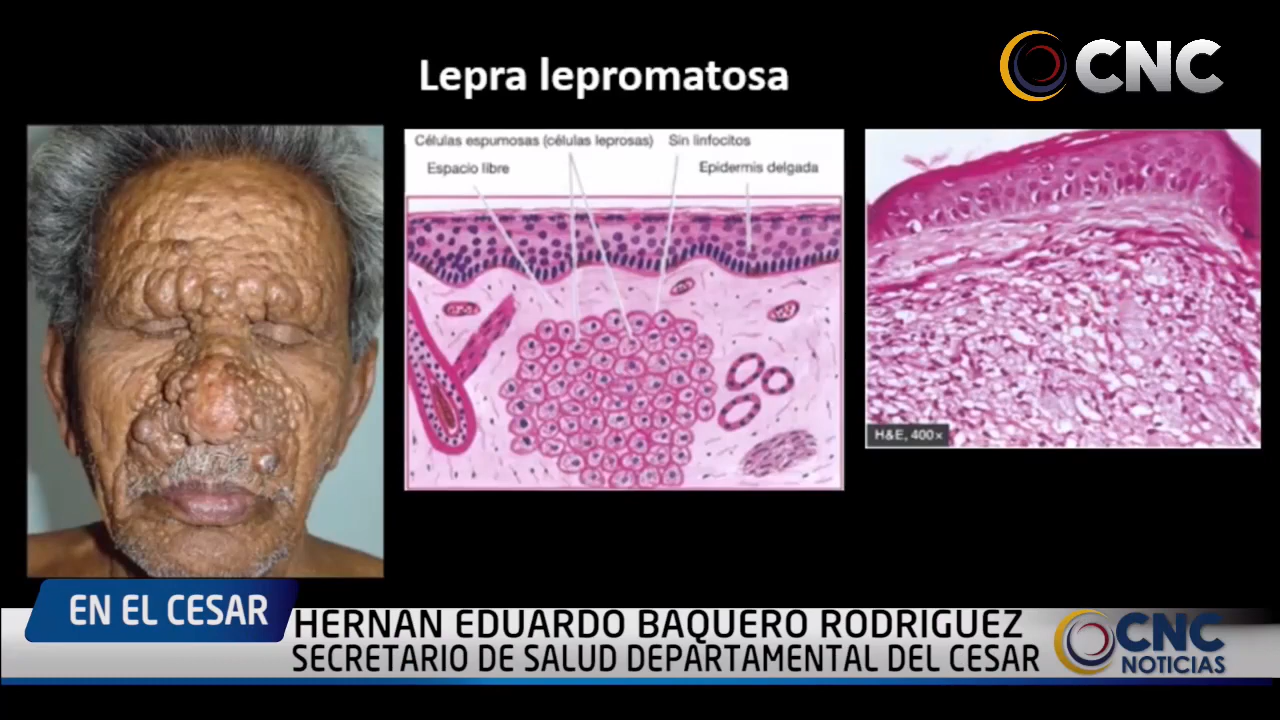 CNC
Lepra lepromatosa
Células espumosas (células leprosas) Sin linfocitos
Espacio libre Epidermis delgada
H&E, 400×
EN EL CESAR
HERNAN EDUARDO BAQUERO RODRIGUEZ
SECRETARIO DE SALUD DEPARTAMENTAL DEL CESAR
CNC
NOTICIAS